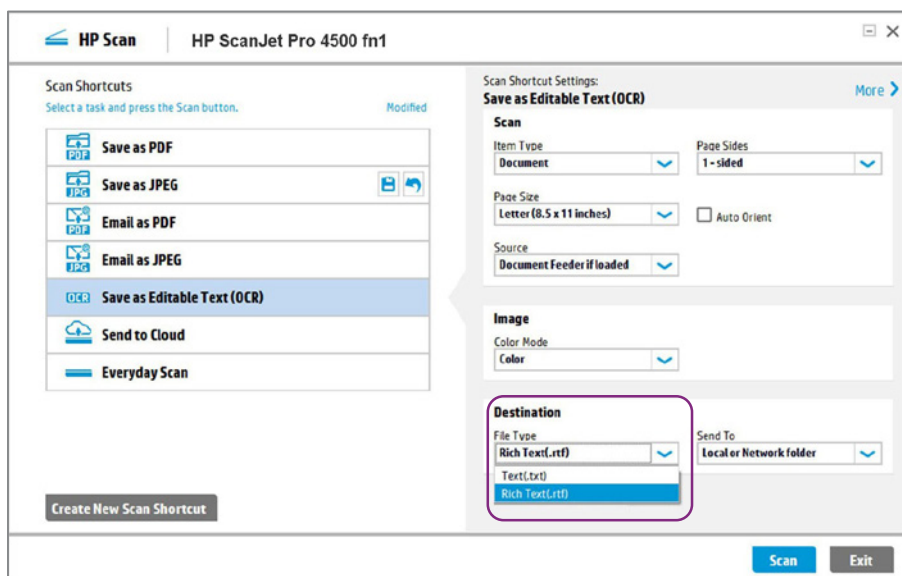 HP Scan
HP ScanJet Pro 4500 fn1
Scan Shortcuts
Select a task and press the Scan button.
Modified
PDF
Save as PDF
JPG
Save as JPEG
PDF
Email as PDF
JPG
Email as JPEG
OCR
Save as Editable Text (OCR)
Send to Cloud
Everyday Scan
Create New Scan Shortcut
Scan Shortcut Settings:
Save as Editable Text (OCR)
More
Scan
Item Type
Document
Page Sides
1 - sided
Page Size
Letter (8.5 x 11 inches)
Auto Orient
Source
Document Feeder if loaded
Image
Color Mode
Color
Destination
File Type
Rich Text(.rtf)
Text(.txt)
Rich Text(.rtf)
Send To
Local or Network folder
Scan
Exit